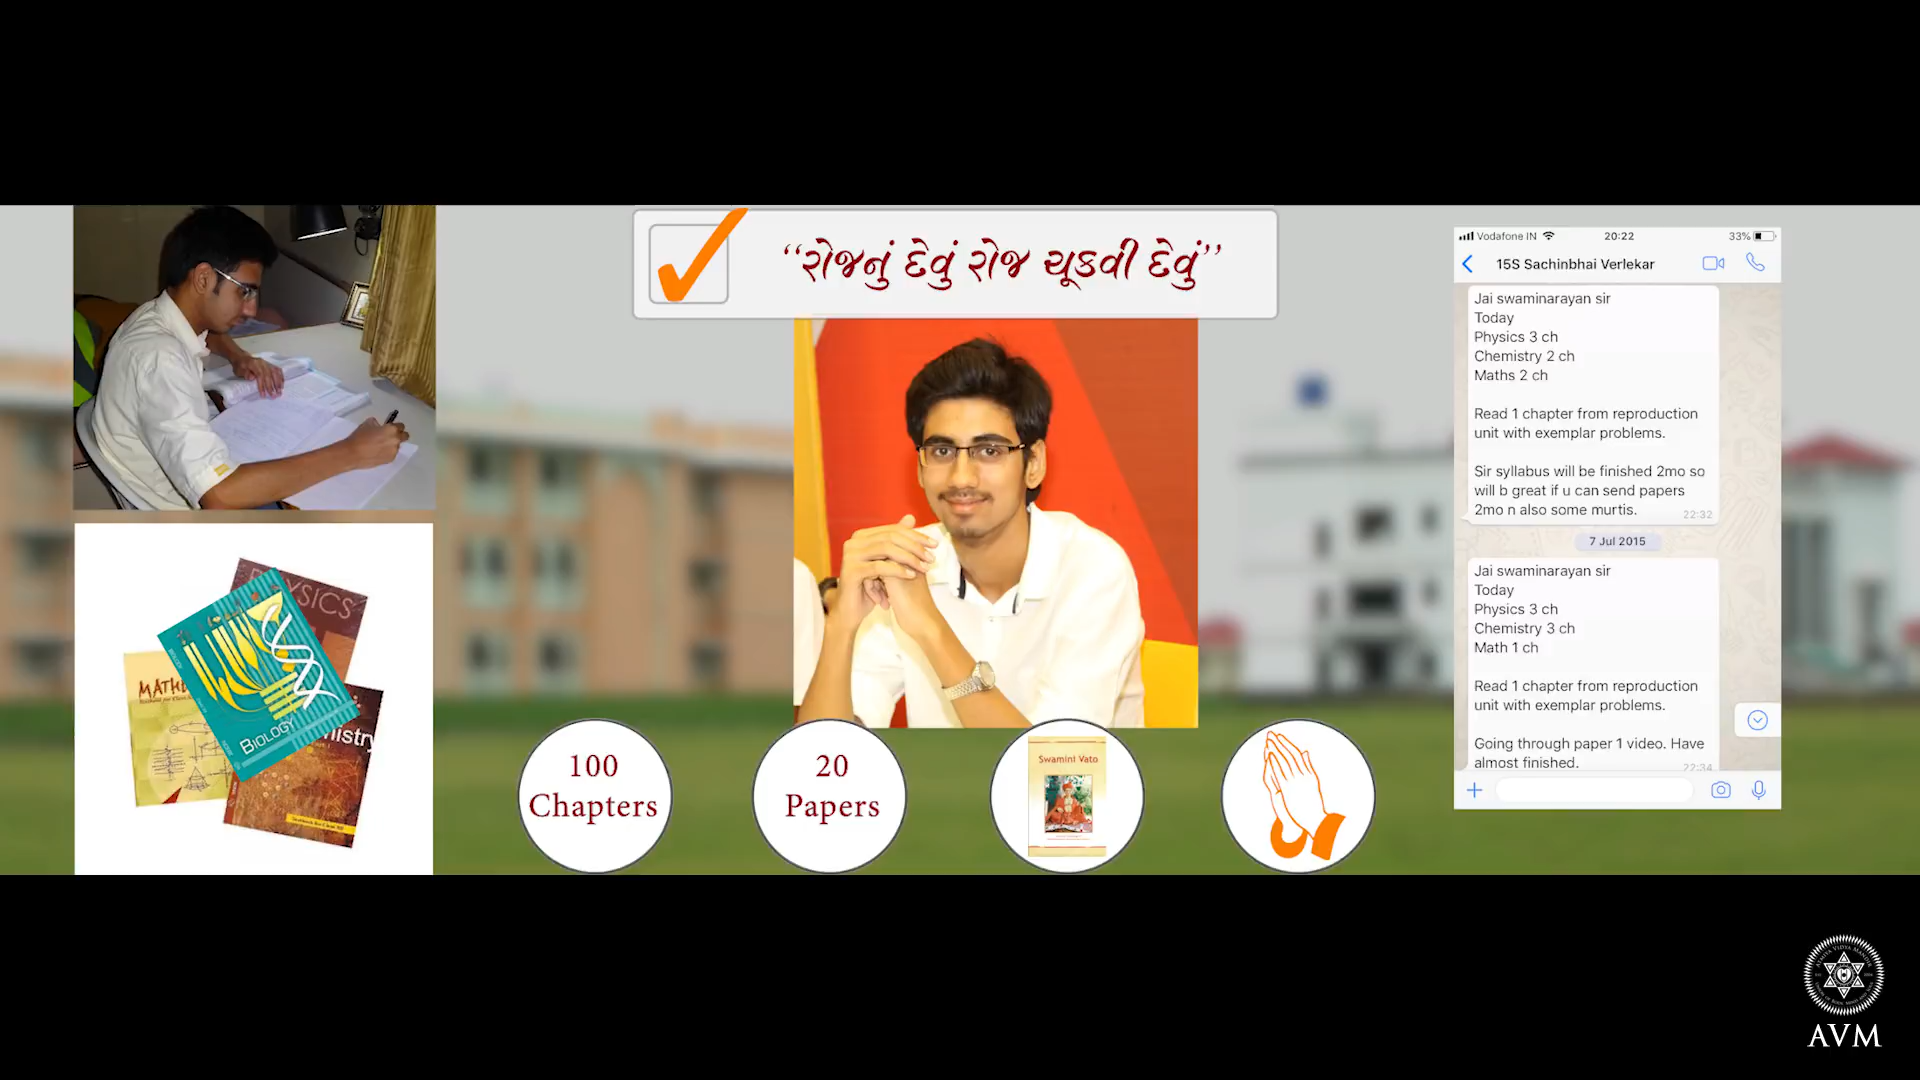 “રોજનું દેવું રોજ ચૂકવી દેવું”
PHYSICS
MATHE
BIOLOGY
100
Chapters
20
Papers
Swamini Vato
Vodafone IN
20:22
33%
15S Sachinbhai Verlekar
Jai swaminarayan sir
Today
Physics 3 ch
Chemistry 2 ch
Maths 2 ch
Read 1 chapter from reproduction
unit with exemplar problems.
Sir syllabus will be finished 2mo so
will b great if u can send papers
2mo n also some murtis.
22:32
7 Jul 2015
Jai swaminarayan sir
Today
Physics 3 ch
Chemistry 3 ch
Math 1 ch
Read 1 chapter from reproduction
unit with exemplar problems.
Going through paper 1 video. Have
almost finished.
22:34
AVM